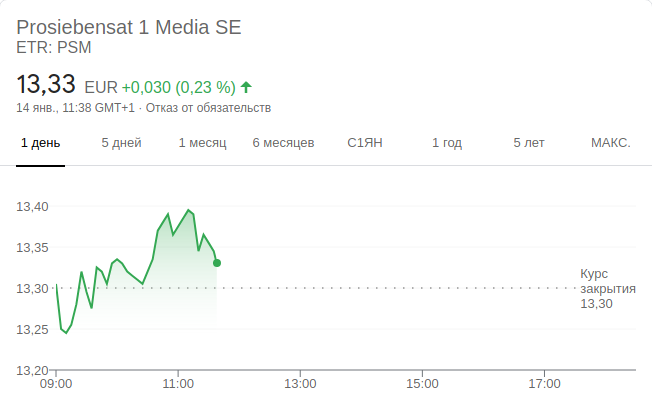 Prosiebensat 1 Media SE
ETR: PSM
13,33 EUR +0,030 (0,23 %)
14 янв., 11:38 GMT+1 · Отказ от обязательств
1 день 5 дней 1 месяц 6 месяцев С1ЯН 1 год 5 лет МАКС.
13,40
13,35
13,30
13,25
13,20
Курс
закрытия
13,30
09:00 11:00 13:00 15:00 17:00